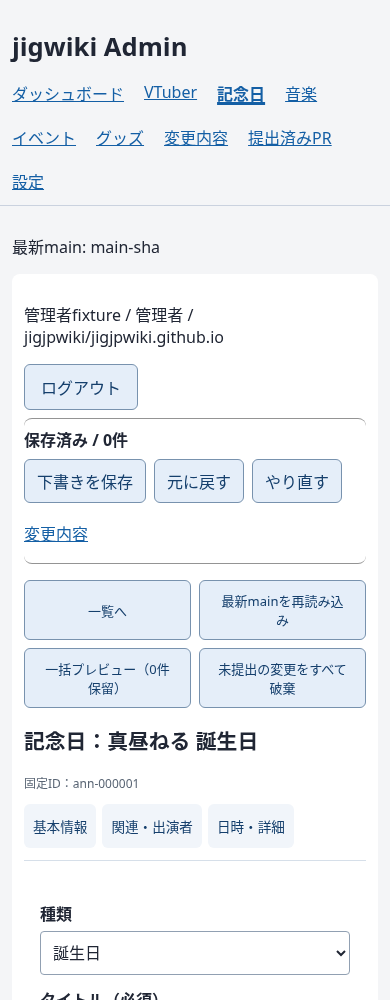 jigwiki Admin
ダッシュボード VTuber 記念日 音楽
イベント グッズ 変更内容 提出済みPR
設定
最新main: main-sha
管理者fixture / 管理者 /
jigjpwiki/jigjpwiki.github.io
ログアウト
保存済み / 0件
下書きを保存 元に戻す やり直す
変更内容
一覧へ
最新mainを再読み込
み
一括プレビュー（0件
保留）
未提出の変更をすべて
破棄
記念日：真昼ねる 誕生日
固定ID：ann-000001
基本情報 関連・出演者 日時・詳細
種類
誕生日
タイトル（必須）